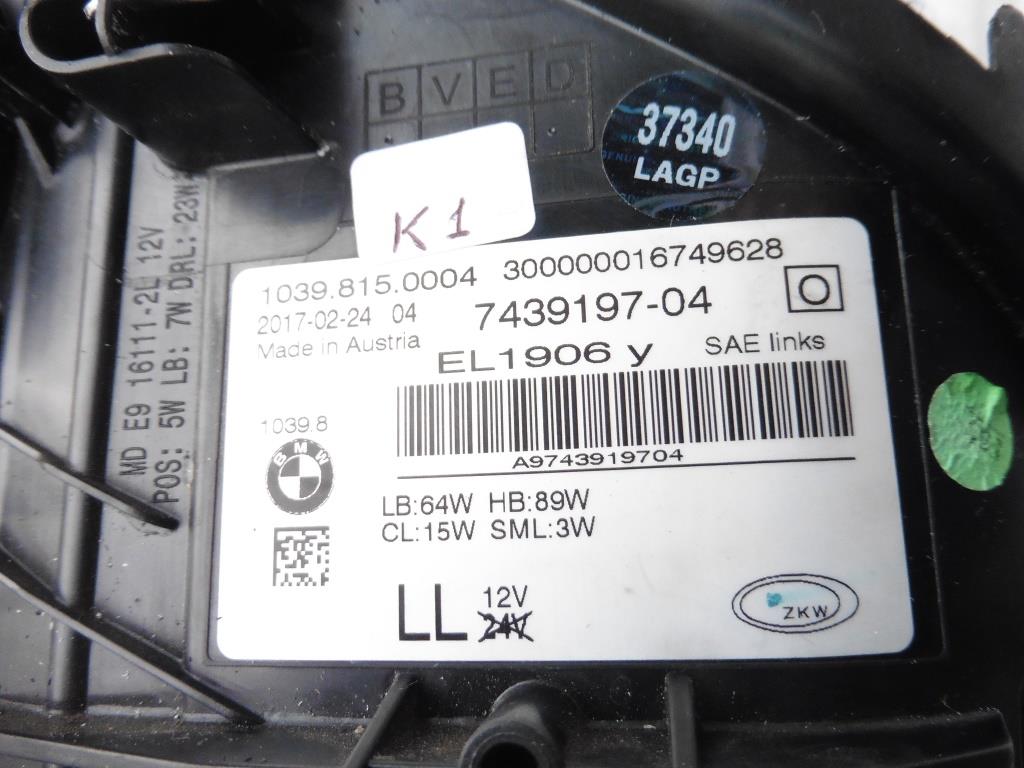 B V E D
37340
LAGP
K1
MD E9 16111-2L 12V
POS: 5W LB: 7W DRL: 23W
1039.815.0004 300000016749628
2017-02-24 04 7439197-04 O
Made in Austria
EL1906 y SAE links
A9743919704
1039.8
BMW
LB:64W HB:89W
CL:15W SML:3W
LL 12V
24V
ZKW